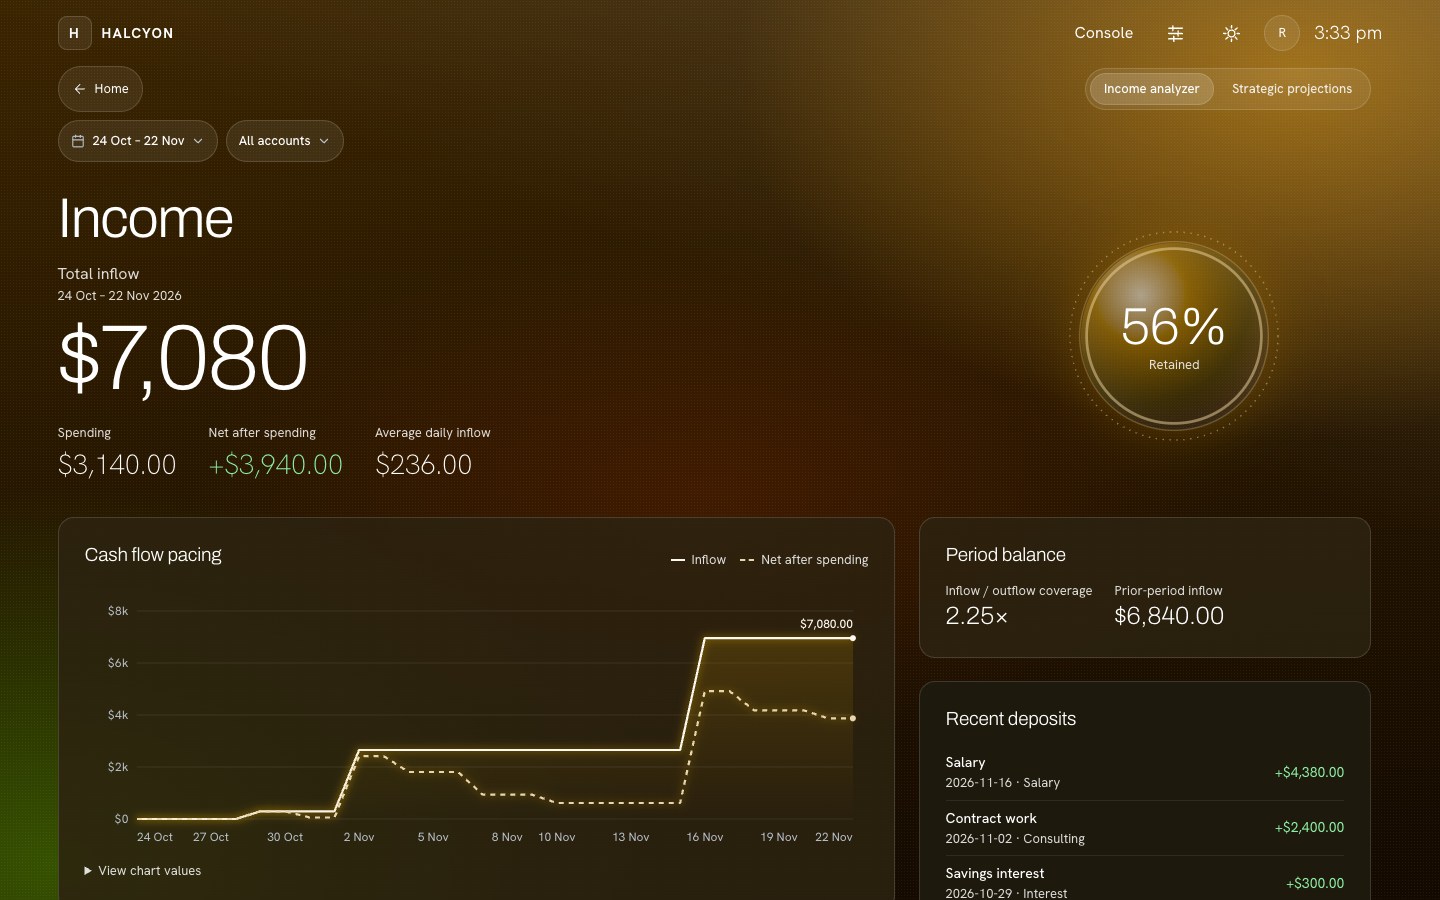 H HALCYON
Console
R
3:33 pm
Home
Income analyzer
Strategic projections
24 Oct – 22 Nov
All accounts
Income
Total inflow
24 Oct – 22 Nov 2026
$7,080
56%
Retained
Spending
$3,140.00
Net after spending
+$3,940.00
Average daily inflow
$236.00
Cash flow pacing
Inflow
Net after spending
$8k
$6k
$4k
$2k
$0
$7,080.00
24 Oct 27 Oct 30 Oct 2 Nov 5 Nov 8 Nov 10 Nov 13 Nov 16 Nov 19 Nov 22 Nov
View chart values
Period balance
Inflow / outflow coverage
2.25×
Prior-period inflow
$6,840.00
Recent deposits
Salary
2026-11-16 · Salary
+$4,380.00
Contract work
2026-11-02 · Consulting
+$2,400.00
Savings interest
2026-10-29 · Interest
+$300.00